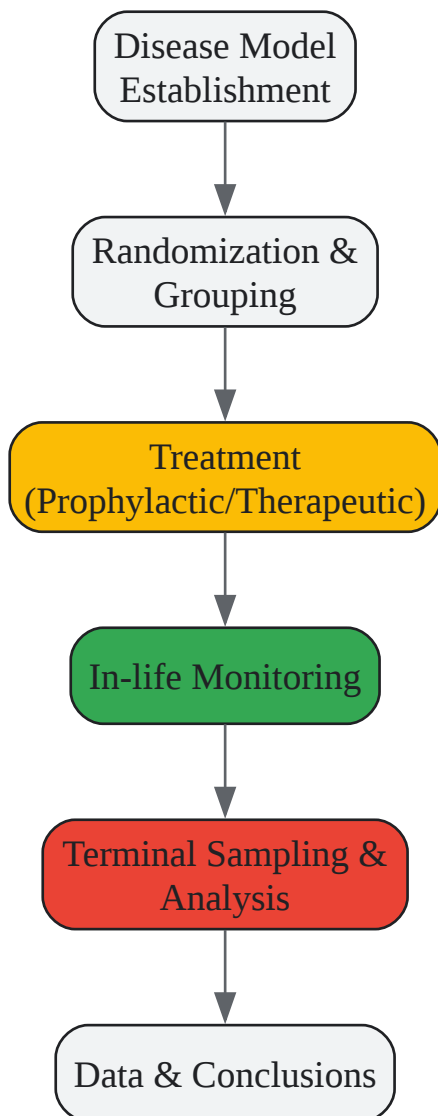 Disease Model
Establishment
Randomization &
Grouping
Treatment
(Prophylactic/Therapeutic)
In-life Monitoring
Terminal Sampling &
Analysis
Data & Conclusions